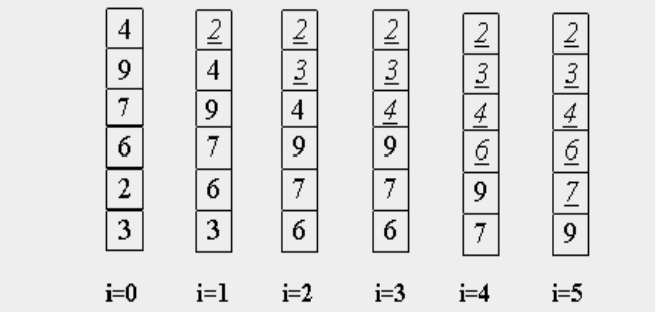 4 2 2 2 2 2
9 4 3 3 3 3
7 9 4 4 4 4
6 7 9 9 6 6
2 6 7 7 9 7
3 3 6 6 7 9
i=0 i=1 i=2 i=3 i=4 i=5